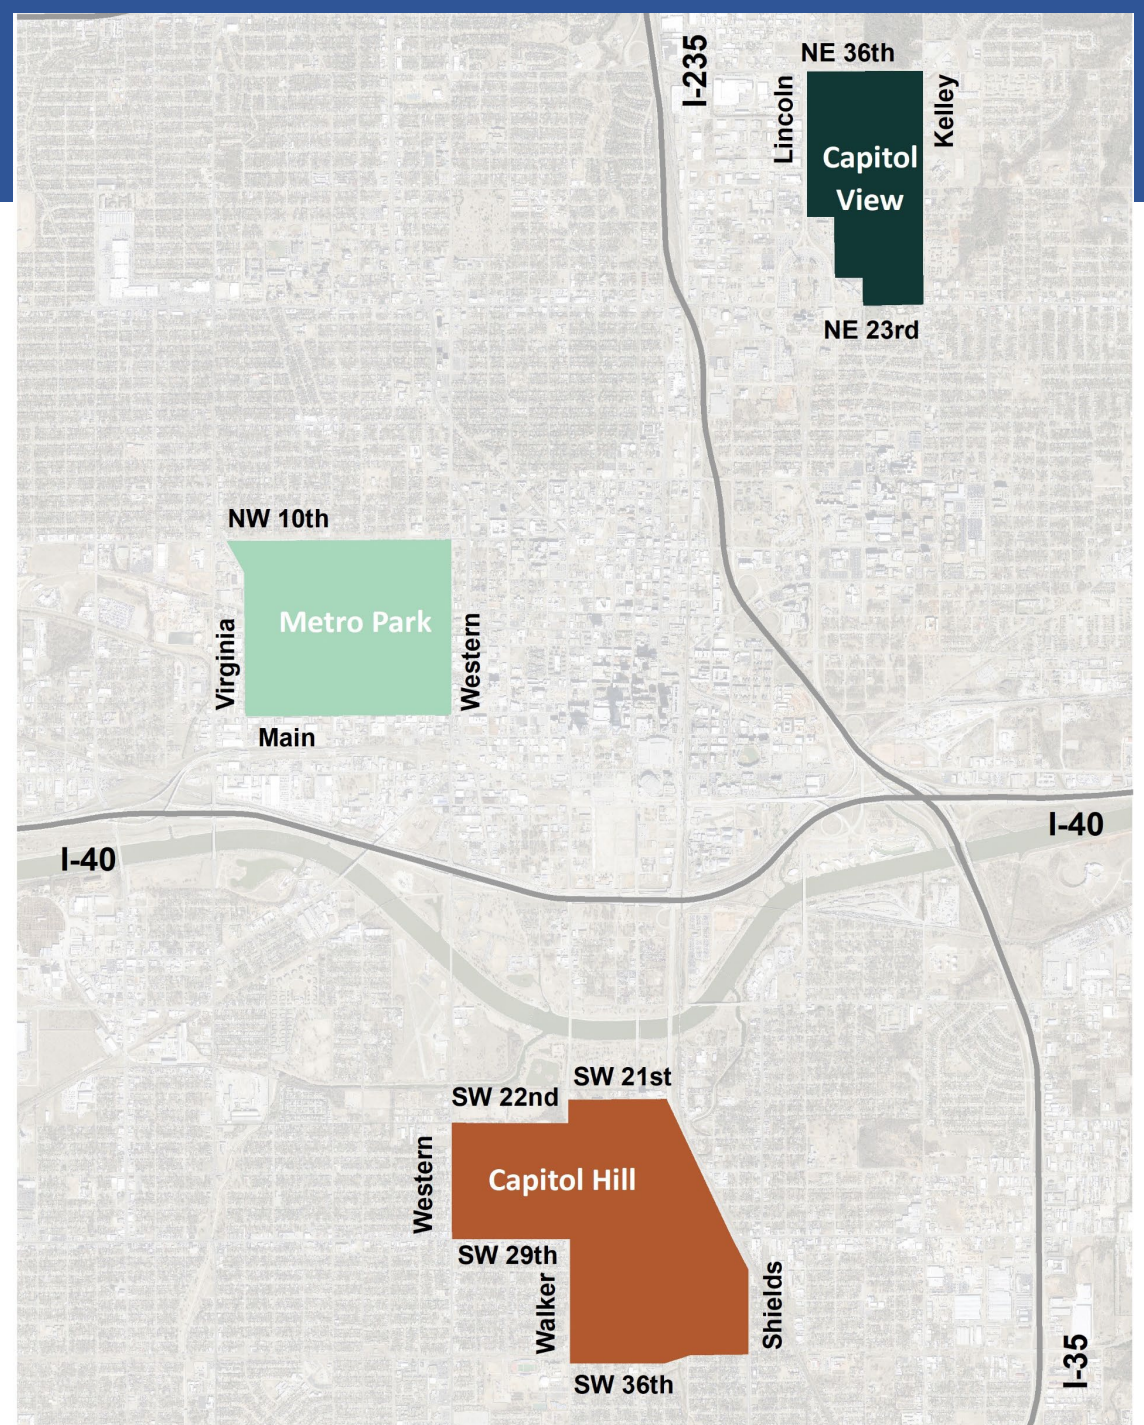 I-235
NE 36th
Lincoln
Kelley
Capitol
View
NE 23rd
NW 10th
Metro Park
Virginia
Western
Main
I-40
I-40
SW 21st
SW 22nd
Western
Capitol Hill
SW 29th
Walker
Shields
SW 36th
I-35